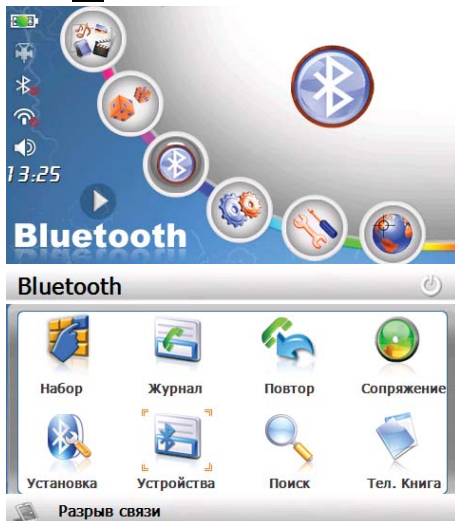 13:25
Bluetooth
Bluetooth
Набор Журнал Повтор Сопряжение
Установка Устройства Поиск Тел. Книга
Разрыв связи